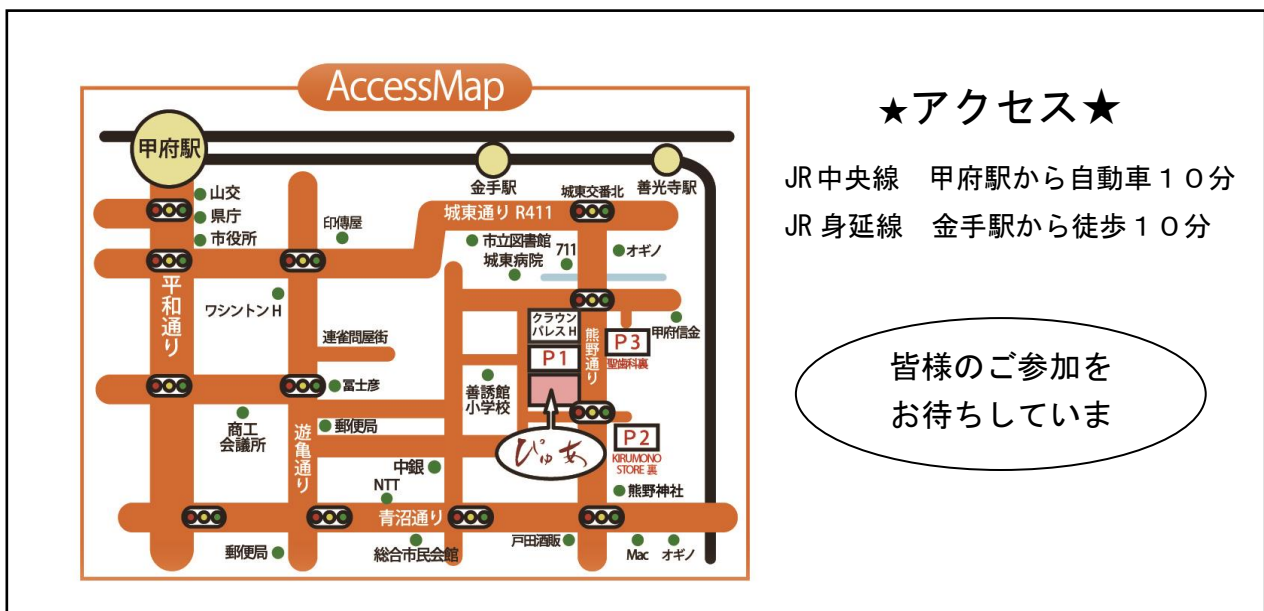 AccessMap
甲府駅
金手駅
善光寺駅
城東交番北
山交
県庁
市役所
印傳屋
城東通り R411
市立図書館
城東病院
711
オギノ
平和通り
ワシントンH
連雀問屋街
クラウン
パレスH
P1
熊野通り
P3
聖歯科裏
甲府信金
冨士彦
善誘館
小学校
商工
会議所
遊亀通り
郵便局
ぴゅあ
P2
KIRUMONO
STORE 裏
中銀
NTT
熊野神社
青沼通り
郵便局
総合市民会館
戸田酒販
Mac
オギノ
★アクセス★
JR中央線 甲府駅から自動車10分
JR身延線 金手駅から徒歩10分
皆様のご参加を
お待ちしていま